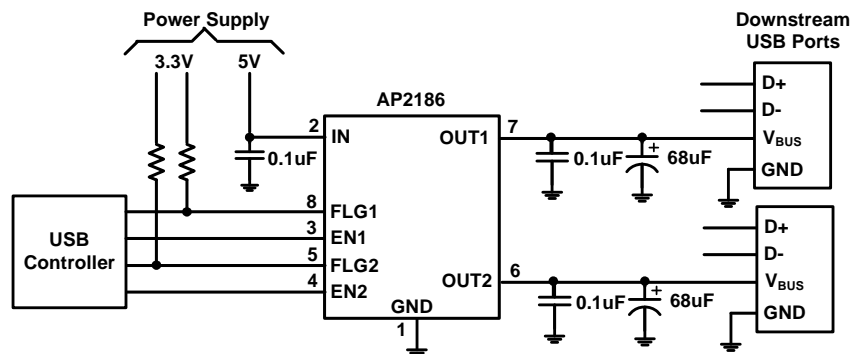 Power Supply
3.3V
5V
Downstream
USB Ports
AP2186
D+
D-
VBUS
GND
2
IN
OUT1
7
0.1uF
0.1uF
+
68uF
USB
Controller
8
FLG1
3
EN1
5
FLG2
4
EN2
OUT2
6
GND
1
0.1uF
+
68uF
D+
D-
VBUS
GND